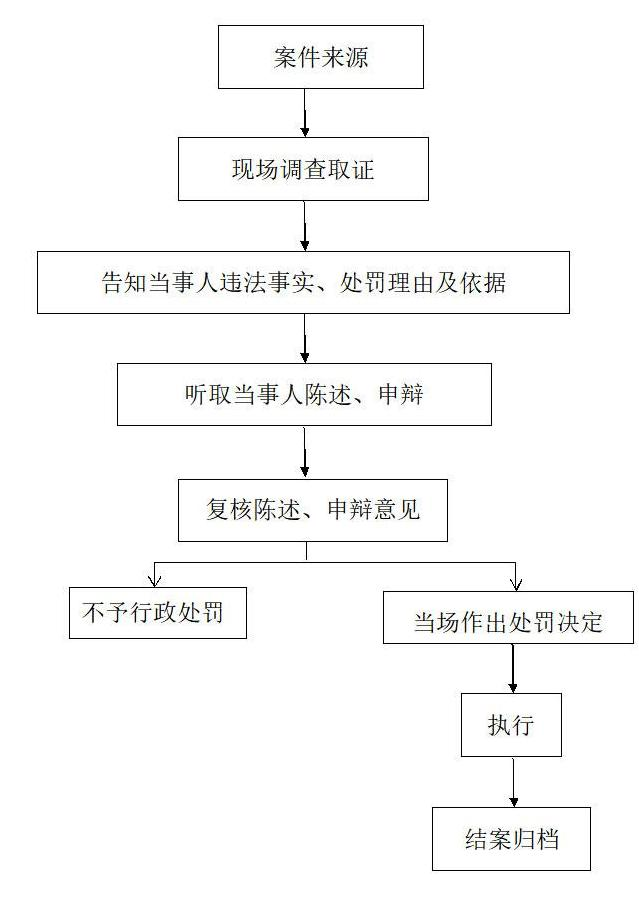 案件来源
现场调查取证
告知当事人违法事实、处罚理由及依据
听取当事人陈述、申辩
复核陈述、申辩意见
不予行政处罚
当场作出处罚决定
执行
结案归档